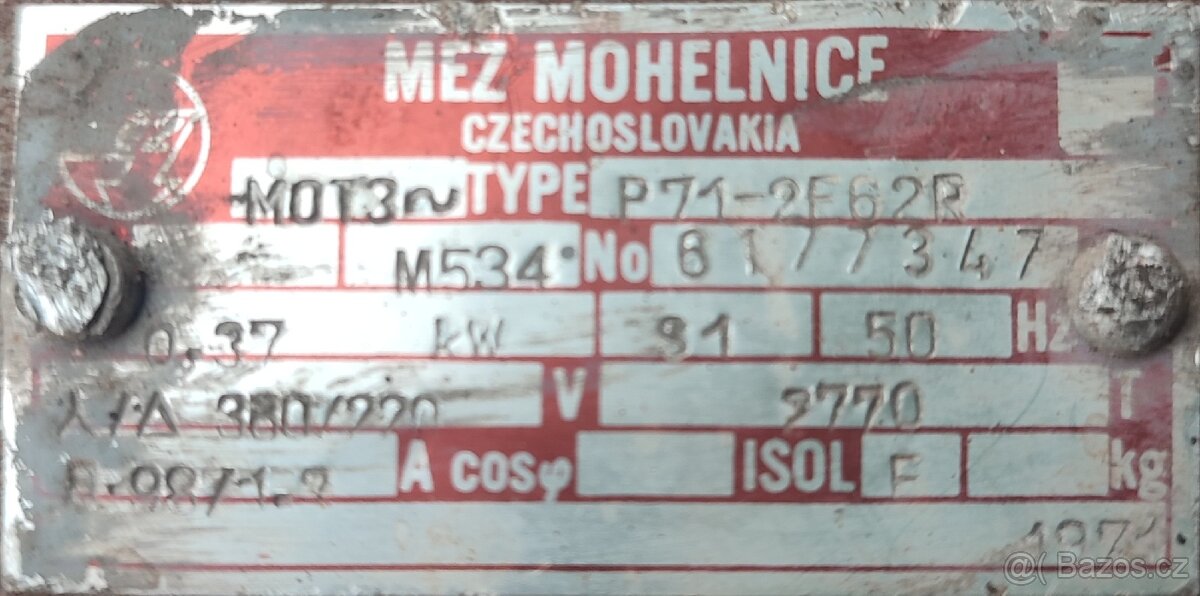 MEZ MOHELNICE
CZECHOSLOVAKIA
MOT3~ TYPE P71-2F62R
M534 No 6177347
0,37 kW S1 50 Hz
λ/Δ 380/220 V 2770 T
A cosφ ISOL F kg
@( Bazos.cz